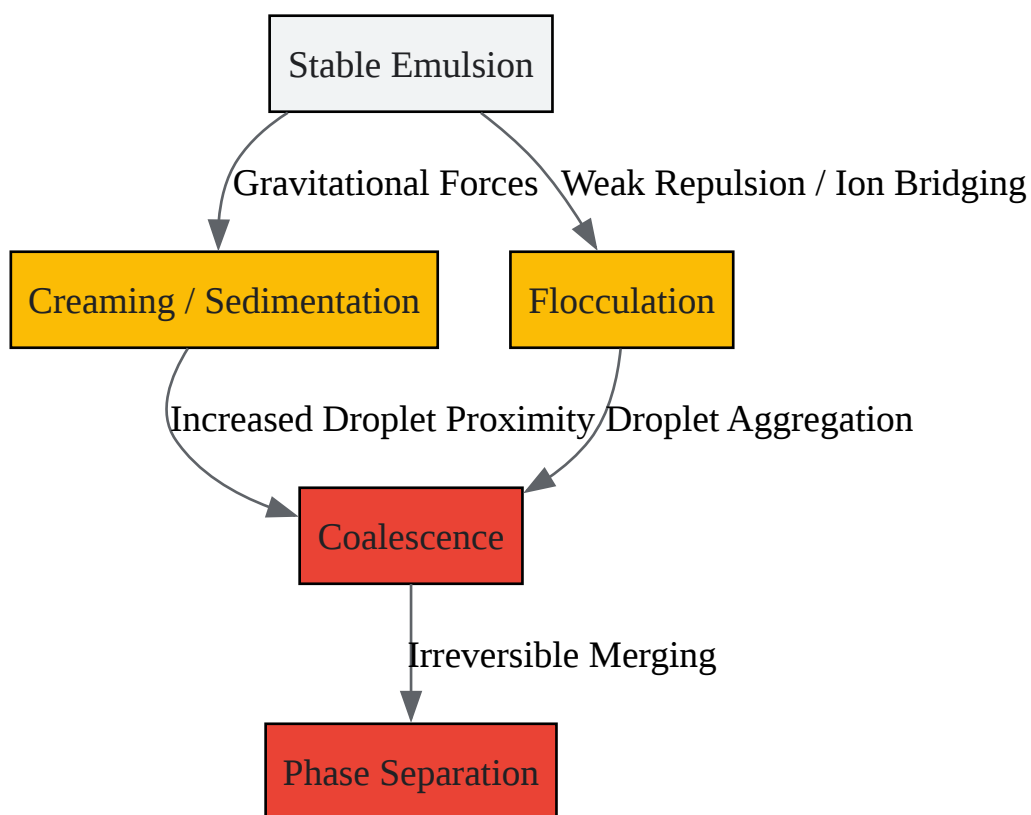 Stable Emulsion
Gravitational Forces
Weak Repulsion / Ion Bridging
Creaming / Sedimentation
Flocculation
Increased Droplet Proximity
Droplet Aggregation
Coalescence
Irreversible Merging
Phase Separation